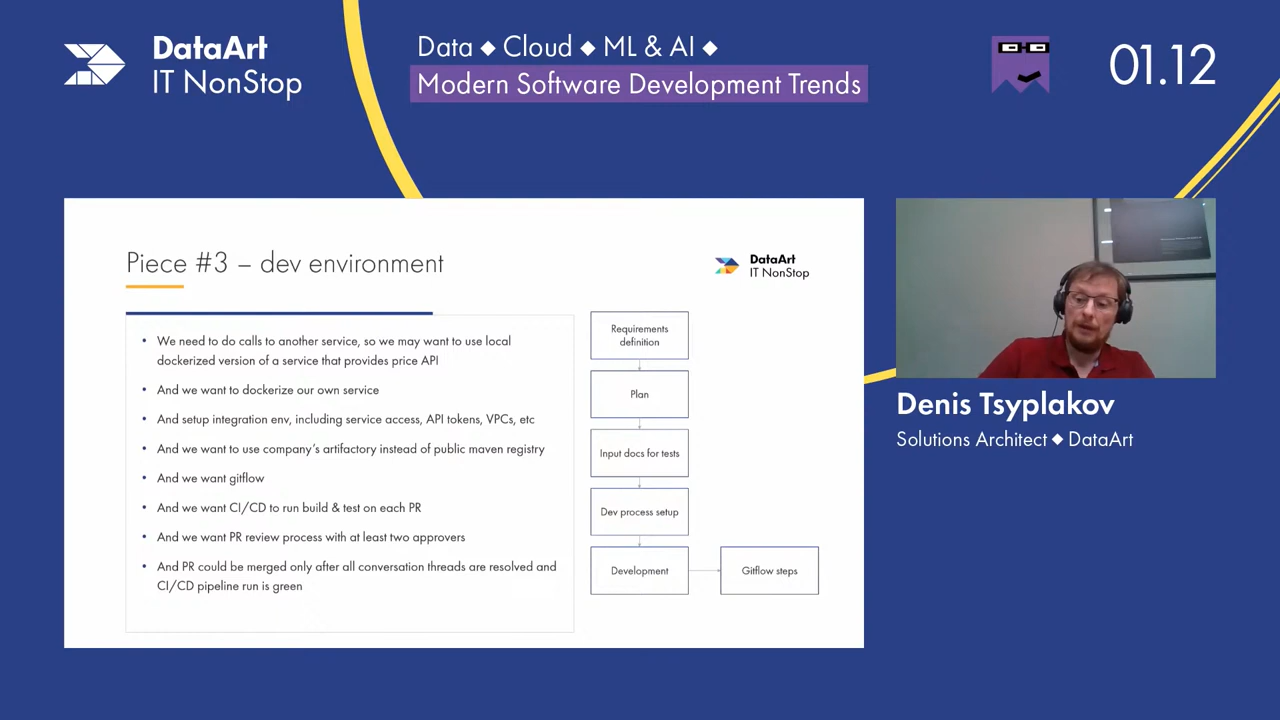 DataArt
IT NonStop
Data ◆ Cloud ◆ ML & AI ◆
Modern Software Development Trends
01.12
Piece #3 – dev environment
DataArt
IT NonStop
• We need to do calls to another service, so we may want to use local
dockerized version of a service that provides price API
• And we want to dockerize our own service
• And setup integration env, including service access, API tokens, VPCs, etc
• And we want to use company’s artifactory instead of public maven registry
• And we want gitflow
• And we want CI/CD to run build & test on each PR
• And we want PR review process with at least two approvers
• And PR could be merged only after all conversation threads are resolved and
CI/CD pipeline run is green
Requirements
definition
Plan
Input docs for tests
Dev process setup
Development
Gitflow steps
Denis Tsyplakov
Solutions Architect ◆ DataArt